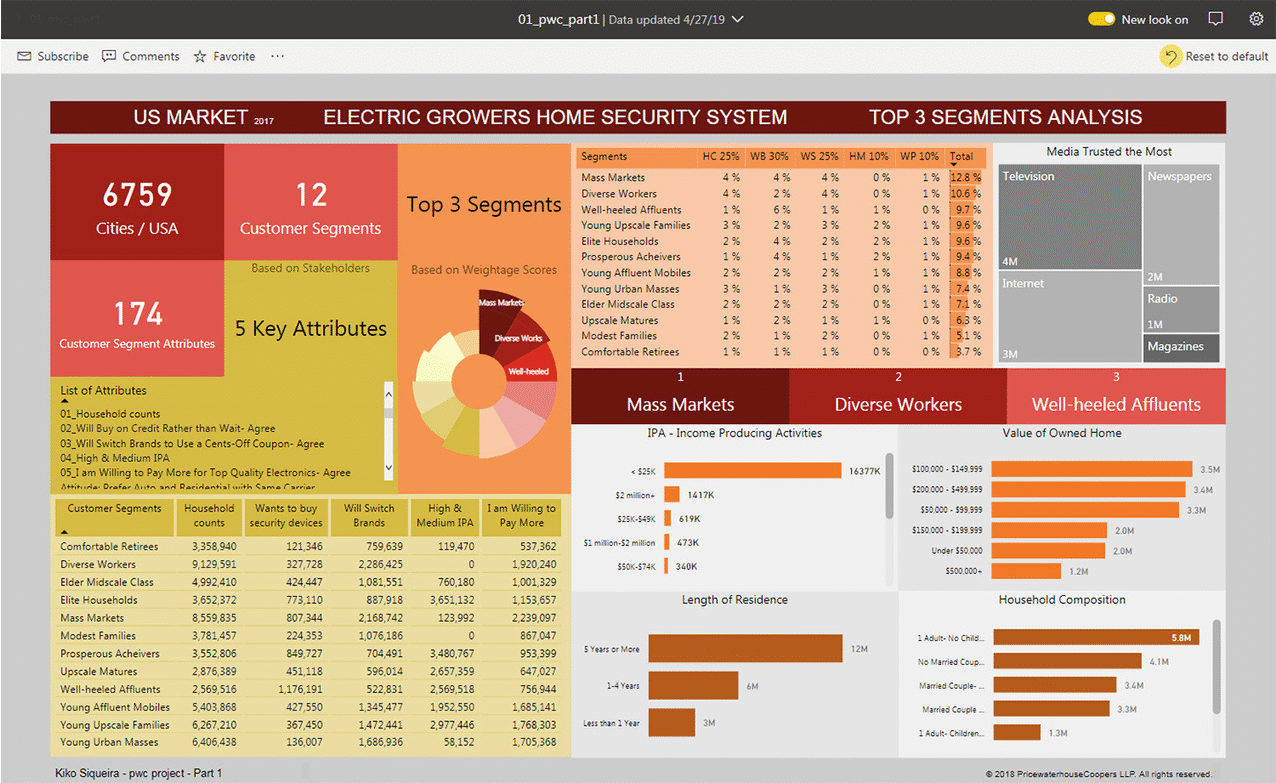 01_pwc_part1 | Data updated 4/27/19
New look on
Subscribe Comments Favorite ...
Reset to default
US MARKET 2017 ELECTRIC GROWERS HOME SECURITY SYSTEM TOP 3 SEGMENTS ANALYSIS
6759
Cities / USA
12
Customer Segments
174
Customer Segment Attributes
Based on Stakeholders
5 Key Attributes
Top 3 Segments
Based on Weightage Scores
Mass Markets
Diverse Works
Well-heeled
List of Attributes
01_Household counts
02_Will Buy on Credit Rather than Wait- Agree
03_Will Switch Brands to Use a Cents-Off Coupon- Agree
04_High & Medium IPA
05_I am Willing to Pay More for Top Quality Electronics- Agree
Attitude: Prefer Auto and Residential with Same Carrier
Segments HC 25% WB 30% WS 25% HM 10% WP 10% Total
Mass Markets 4 % 4 % 4 % 0 % 1 % 12.8 %
Diverse Workers 4 % 2 % 4 % 0 % 1 % 10.6 %
Well-heeled Affluents 1 % 6 % 1 % 1 % 0 % 9.7 %
Young Upscale Families 3 % 2 % 3 % 2 % 1 % 9.6 %
Elite Households 2 % 4 % 2 % 2 % 1 % 9.6 %
Prosperous Acheivers 1 % 4 % 1 % 2 % 1 % 9.4 %
Young Affluent Mobiles 2 % 2 % 2 % 1 % 1 % 8.8 %
Young Urban Masses 3 % 1 % 3 % 0 % 1 % 7.4 %
Elder Midscale Class 2 % 2 % 2 % 0 % 1 % 7.1 %
Upscale Matures 1 % 2 % 1 % 1 % 0 % 6.3 %
Modest Families 2 % 1 % 2 % 0 % 1 % 5.1 %
Comfortable Retirees 1 % 1 % 1 % 0 % 0 % 3.7 %
Media Trusted the Most
Television
4M
Newspapers
2M
Internet
3M
Radio
1M
Magazines
1
Mass Markets
2
Diverse Workers
3
Well-heeled Affluents
Customer Segments Household counts Wants to buy security devices Will Switch Brands High & Medium IPA I am Willing to Pay More
Comfortable Retirees 3,358,940 121,346 759,639 119,470 537,362
Diverse Workers 9,129,591 327,728 2,286,425 0 1,920,240
Elder Midscale Class 4,992,410 424,447 1,081,551 760,180 1,001,329
Elite Households 3,652,372 773,110 887,918 3,651,132 1,153,657
Mass Markets 8,559,835 807,344 2,168,742 123,992 2,239,097
Modest Families 3,781,457 224,353 1,076,186 0 867,047
Prosperous Acheivers 3,552,806 849,727 704,491 3,480,767 953,399
Upscale Matures 2,876,389 451,118 596,014 2,657,359 647,027
Well-heeled Affluents 2,569,516 1,176,191 522,831 2,569,518 756,944
Young Affluent Mobiles 5,403,868 427,550 1,345,477 1,952,550 1,685,141
Young Upscale Families 6,267,210 367,450 1,472,441 2,977,446 1,768,303
Young Urban Masses 6,406,438 136,007 1,686,936 58,152 1,705,368
IPA - Income Producing Activities
< $25K 16377K
$2 million+ 1417K
$25K-$49K 619K
$1 million-$2 million 473K
$50K-$74K 340K
Value of Owned Home
$100,000 - $149,999 3.5M
$200,000 - $499,999 3.4M
$50,000 - $99,999 3.3M
$150,000 - $199,999 2.0M
Under $50,000 2.0M
$500,000+ 1.2M
Length of Residence
5 Years or More 12M
1-4 Years 6M
Less than 1 Year 3M
Household Composition
1 Adult- No Child... 5.8M
No Married Coup... 4.1M
Married Couple-... 3.4M
Married Couple ... 3.3M
1 Adult- Children... 1.3M
Kiko Siqueira - pwc project - Part 1
© 2018 PricewaterhouseCoopers LLP. All rights reserved.